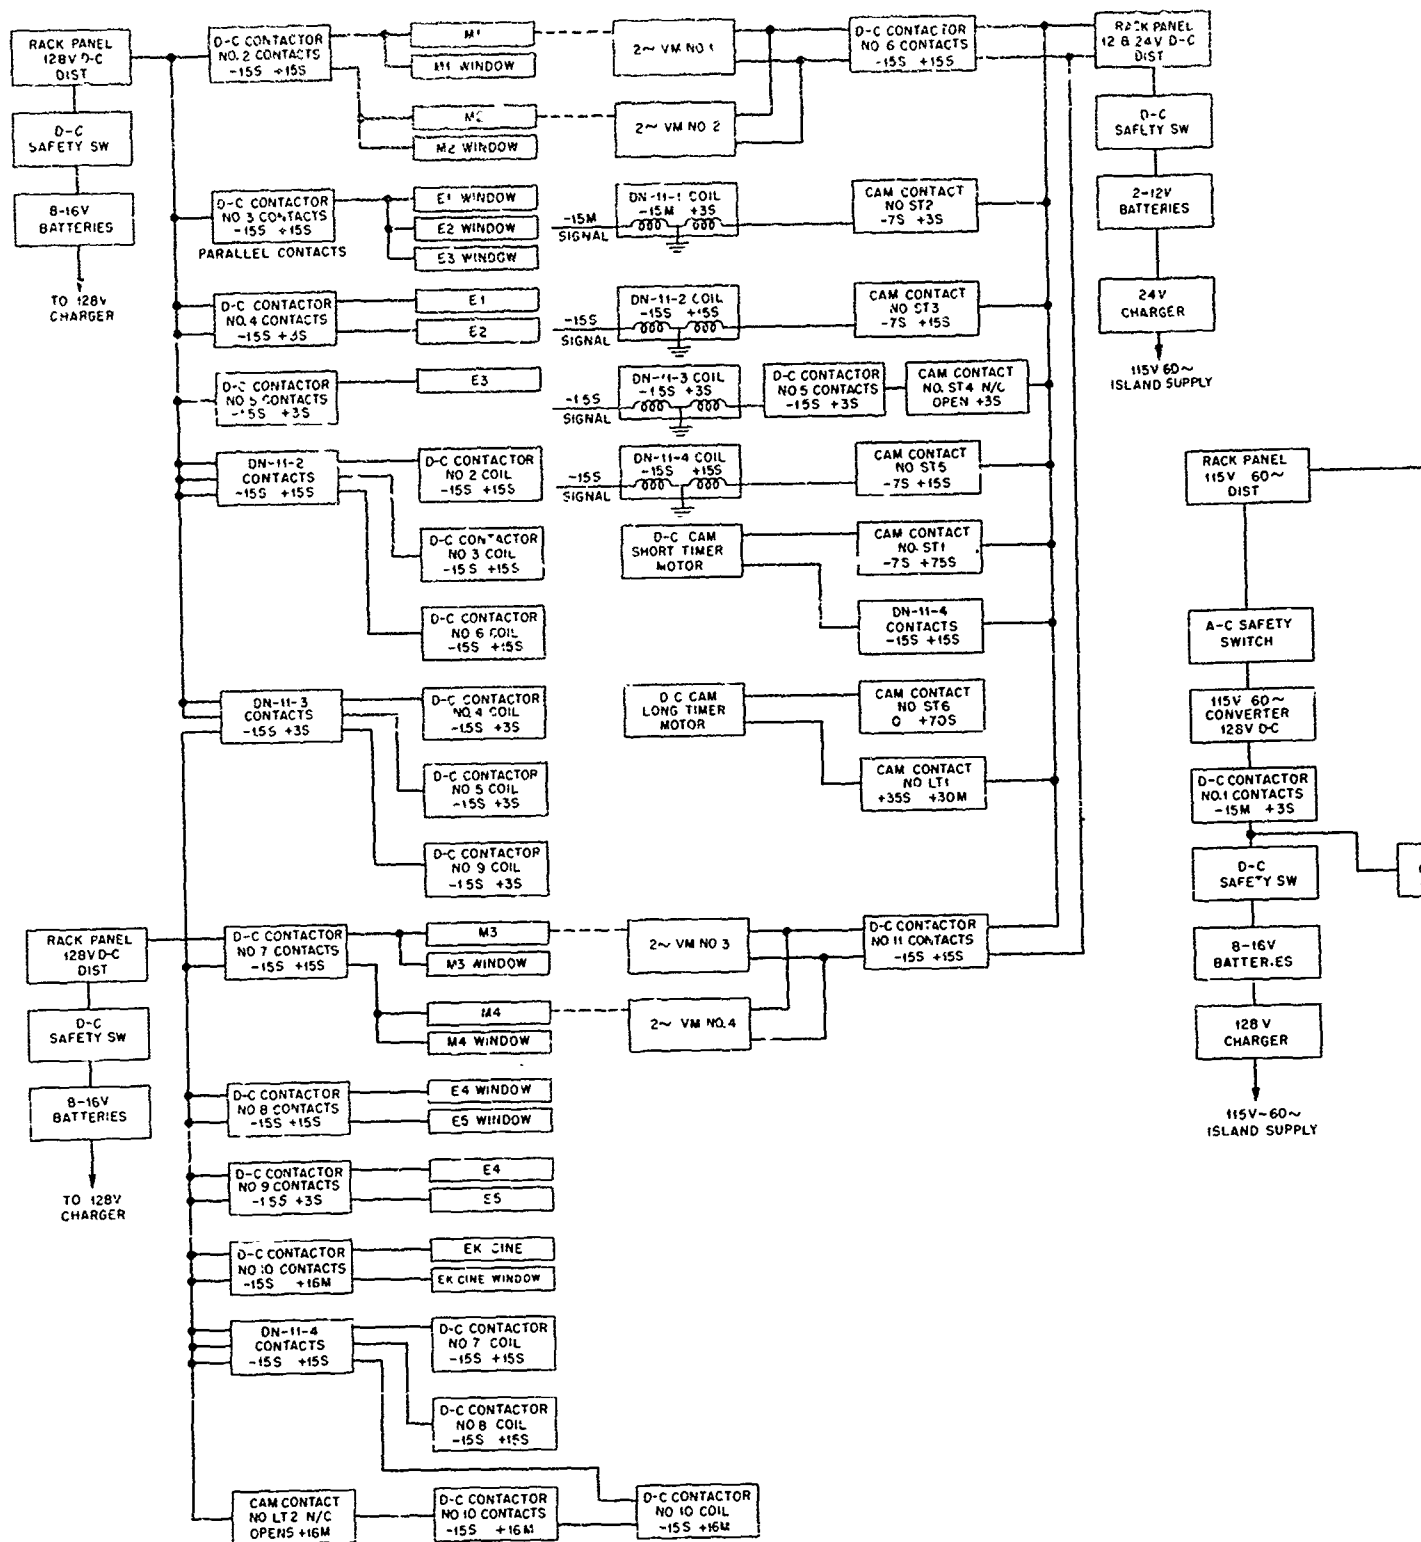 RACK PANEL
128V D-C
DIST
D-C
SAFETY SW
8-16V
BATTERIES
TO 128V
CHARGER
D-C CONTACTOR
NO. 2 CONTACTS
-15S +15S
M1
M1 WINDOW
M2
M2 WINDOW
2~ VM NO. 1
2~ VM NO 2
D-C CONTACTOR
NO 6 CONTACTS
-15S +15S
RACK PANEL
12 & 24V D-C
DIST
D-C
SAFETY SW
2-12V
BATTERIES
24V
CHARGER
115V 60~
ISLAND SUPPLY
D-C CONTACTOR
NO 3 CONTACTS
-15S +15S
PARALLEL CONTACTS
E1 WINDOW
E2 WINDOW
E3 WINDOW
-15M
SIGNAL
DN-11-1 COIL
-15M +3S
CAM CONTACT
NO ST2
-7S +3S
D-C CONTACTOR
NO. 4 CONTACTS
-15S +3S
E1
E2
-15S
SIGNAL
DN-11-2 COIL
-15S +15S
CAM CONTACT
NO ST3
-7S +15S
D-C CONTACTOR
NO 5 CONTACTS
-15S +3S
E3
-15S
SIGNAL
DN-11-3 COIL
-15S +3S
D-C CONTACTOR
NO 5 CONTACTS
-15S +3S
CAM CONTACT
NO. ST4 N/C
OPEN +3S
DN-11-2
CONTACTS
-15S +15S
D-C CONTACTOR
NO 2 COIL
-15S +15S
-15S
SIGNAL
DN-11-4 COIL
-15S +15S
CAM CONTACT
NO ST5
-7S +15S
D-C CONTACTOR
NO 3 COIL
-15S +15S
D-C CAM
SHORT TIMER
MOTOR
CAM CONTACT
NO. ST1
-7S +75S
D-C CONTACTOR
NO 6 COIL
-15S +15S
DN-11-4
CONTACTS
-15S +15S
DN-11-3
CONTACTS
-15S +3S
D-C CONTACTOR
NO. 4 COIL
-15S +3S
D C CAM
LONG TIMER
MOTOR
CAM CONTACT
NO ST6
0 +70S
D-C CONTACTOR
NO 5 COIL
-15S +3S
CAM CONTACT
NO LT1
+35S +30M
D-C CONTACTOR
NO 9 COIL
-15S +3S
RACK PANEL
115V 60~
DIST
A-C SAFETY
SWITCH
115V 60~
CONVERTER
128V D-C
D-C CONTACTOR
NO. 1 CONTACTS
-15M +3S
D-C
SAFETY SW
8-16V
BATTERIES
128V
CHARGER
115V~60~
ISLAND SUPPLY
RACK PANEL
128V D-C
DIST
D-C
SAFETY SW
8-16V
BATTERIES
TO 128V
CHARGER
D-C CONTACTOR
NO 7 CONTACTS
-15S +15S
M3
M3 WINDOW
M4
M4 WINDOW
2~ VM NO 3
2~ VM NO. 4
D-C CONTACTOR
NO 11 CONTACTS
-15S +15S
D-C CONTACTOR
NO 8 CONTACTS
-15S +15S
E4 WINDOW
E5 WINDOW
D-C CONTACTOR
NO 9 CONTACTS
-15S +3S
E4
E5
D-C CONTACTOR
NO 10 CONTACTS
-15S +16M
EK CINE
EK CINE WINDOW
DN-11-4
CONTACTS
-15S +15S
D-C CONTACTOR
NO 7 COIL
-15S +15S
D-C CONTACTOR
NO 8 COIL
-15S +15S
CAM CONTACT
NO LT2 N/C
OPENS +16M
D-C CONTACTOR
NO 10 CONTACTS
-15S +16M
D-C CONTACTOR
NO 10 COIL
-15S +16M